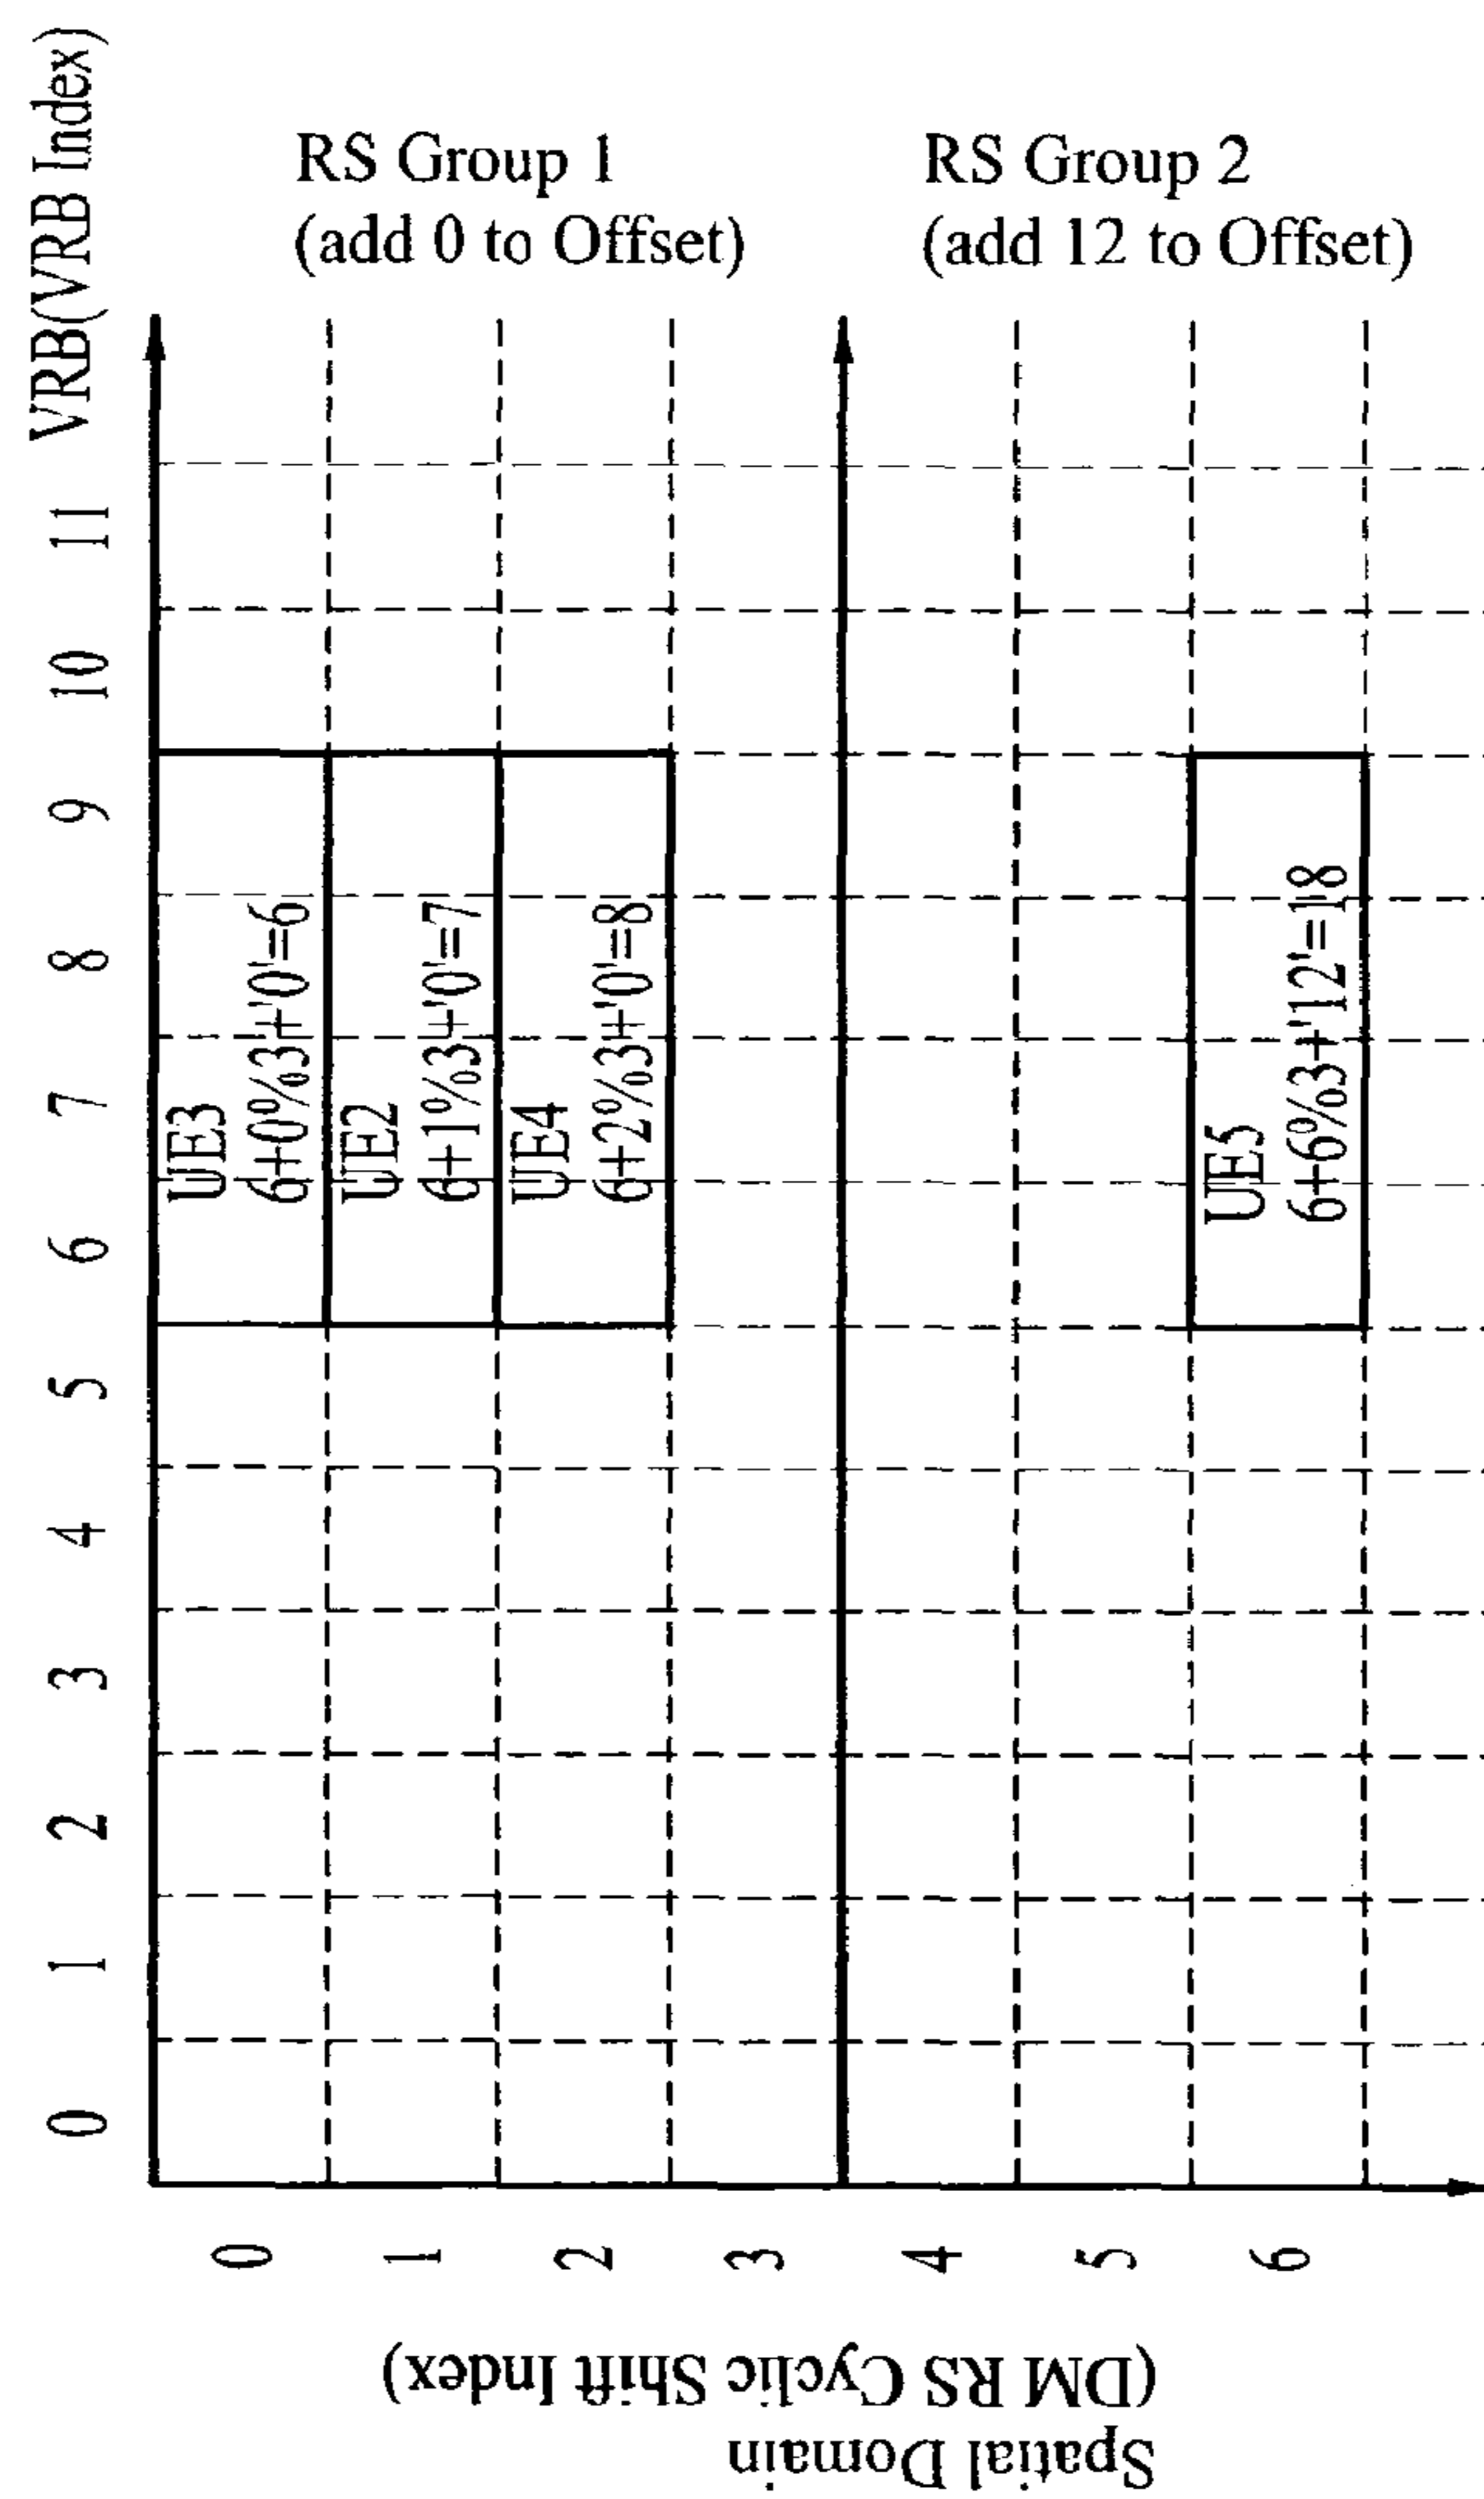 VRB(VRB Index)
0 1 2 3 4 5 6 7 8 9 10 11
RS Group 1
(add 0 to Offset)
RS Group 2
(add 12 to Offset)
0
UE3
6+0%3+'0'=6
1
UE2
6+1%3+'0'=7
2
UE4
6+2%3+'0'=8
3
4
5
6
UE5
6+6%3+'12'=18
Spatial Domain
(DM RS Cyclic Shift Index)